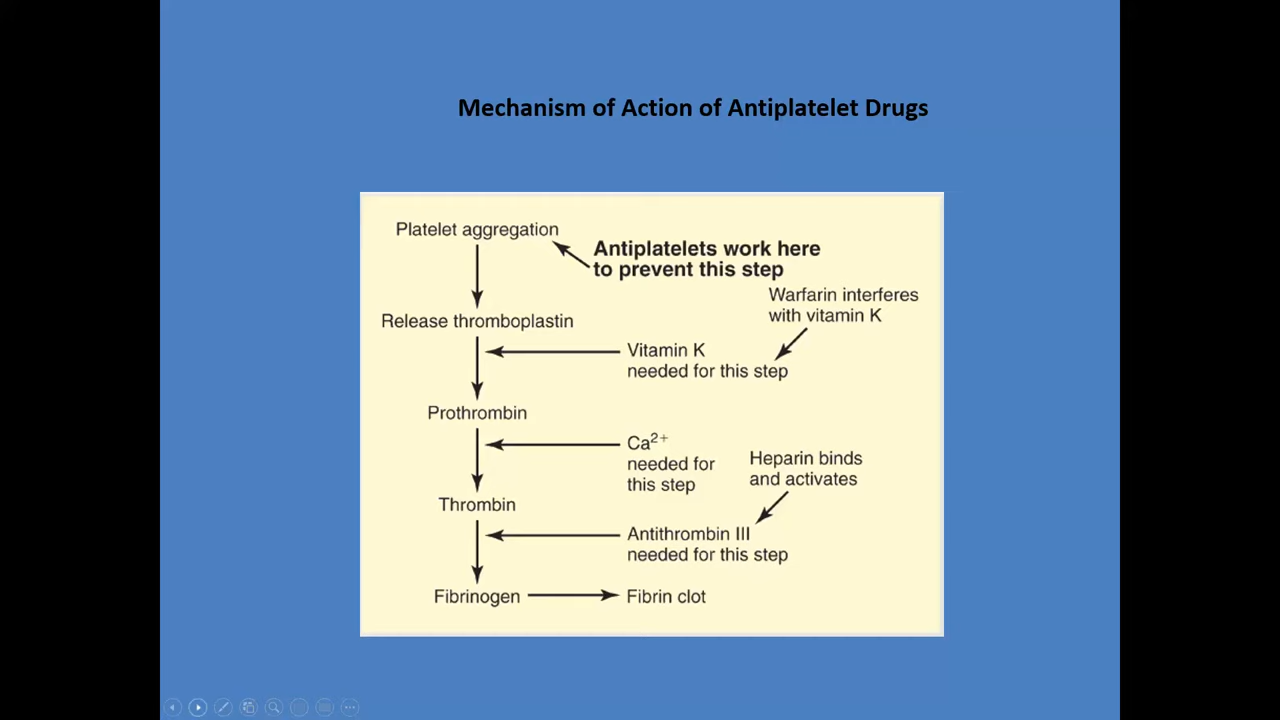 Mechanism of Action of Antiplatelet Drugs
Platelet aggregation
Antiplatelets work here
to prevent this step
Warfarin interferes
with vitamin K
Release thromboplastin
Vitamin K
needed for this step
Prothrombin
Ca²⁺
needed for
this step
Heparin binds
and activates
Thrombin
Antithrombin III
needed for this step
Fibrinogen
Fibrin clot